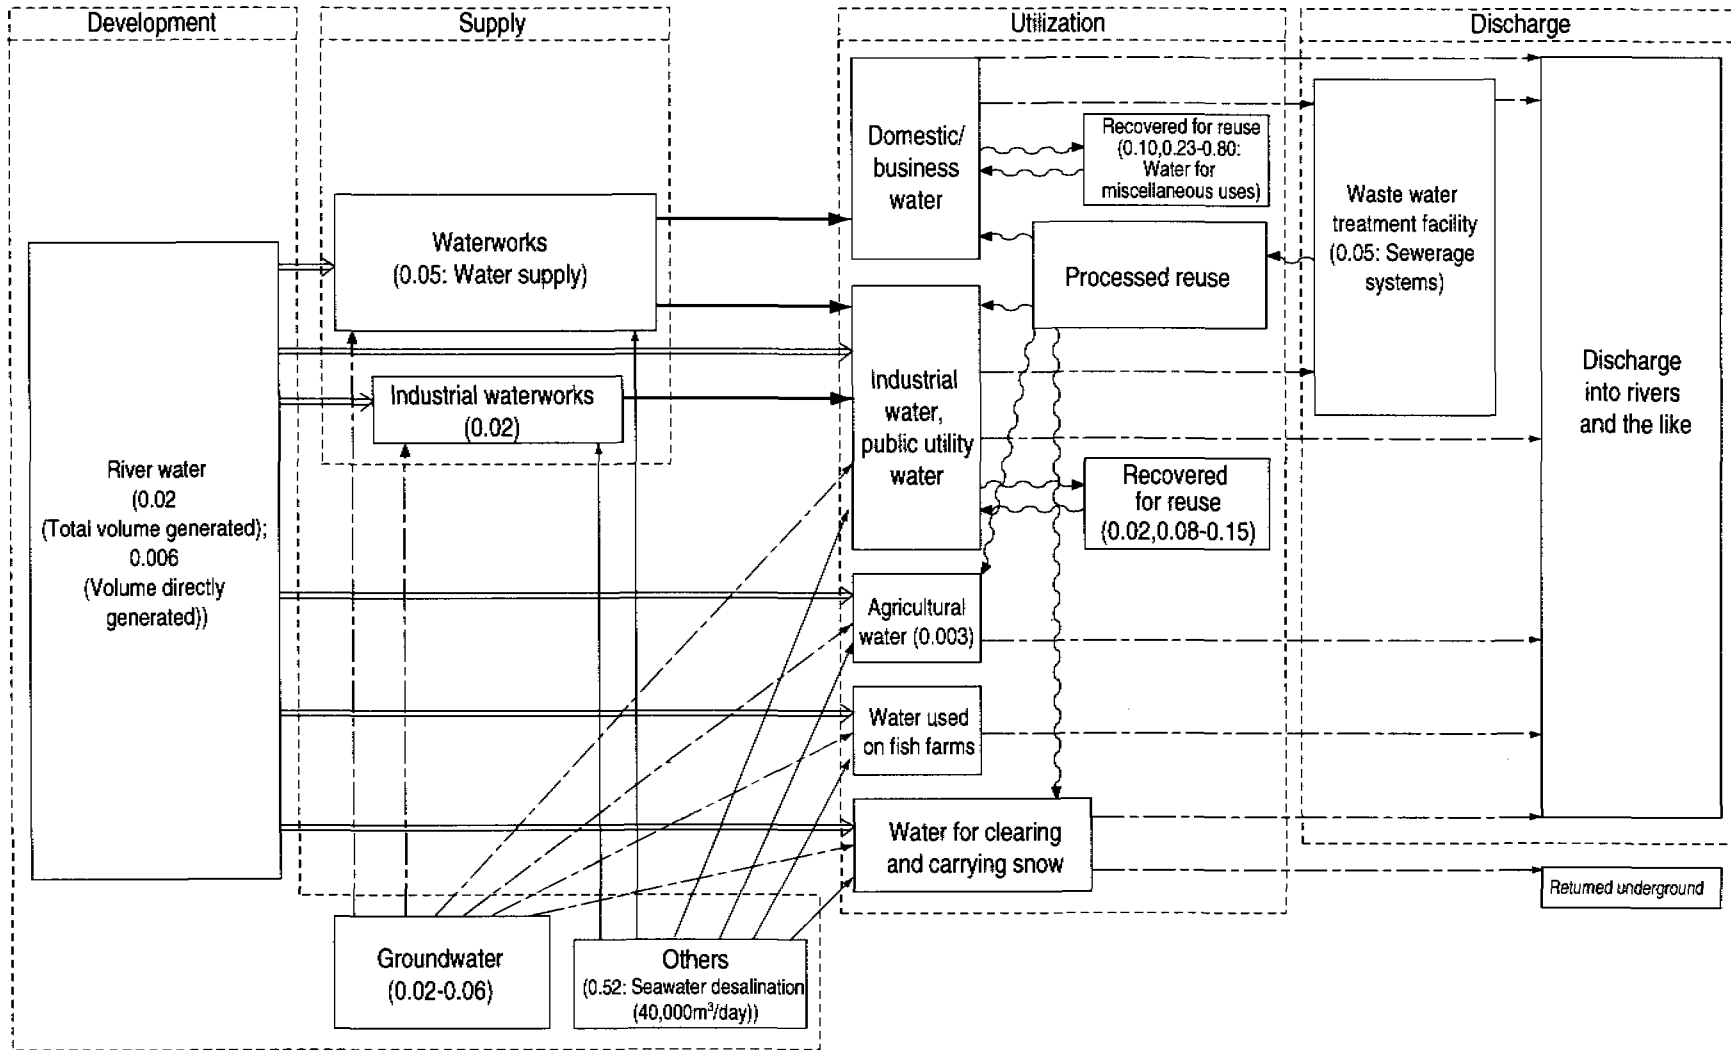 Development
Supply
Utilization
Discharge
River water
(0.02
(Total volume generated);
0.006
(Volume directly
generated))
Waterworks
(0.05: Water supply)
Industrial waterworks
(0.02)
Groundwater
(0.02-0.06)
Others
(0.52: Seawater desalination
(40,000m³/day))
Domestic/
business
water
Recovered for reuse
(0.10,0.23-0.80:
Water for
miscellaneous uses)
Processed reuse
Industrial
water,
public utility
water
Recovered
for reuse
(0.02,0.08-0.15)
Agricultural
water (0.003)
Water used
on fish farms
Water for clearing
and carrying snow
Waste water
treatment facility
(0.05: Sewerage
systems)
Discharge
into rivers
and the like
Returned underground